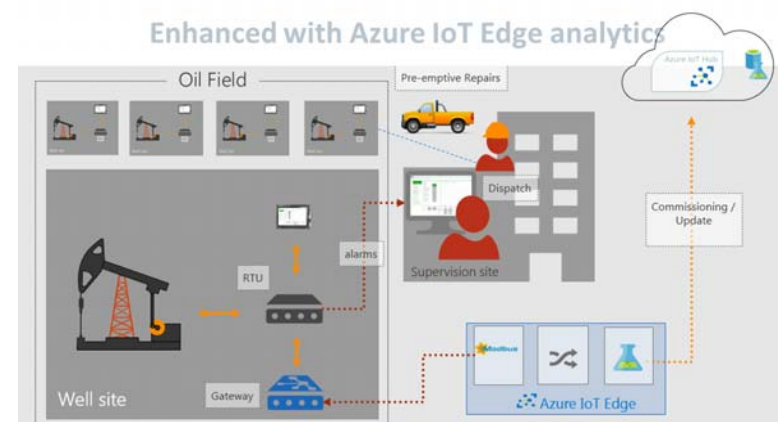 Enhanced with Azure IoT Edge analytics
Azure IoT Hub
Oil Field
Pre-emptive Repairs
Dispatch
Commissioning /
Update
alarms
RTU
Supervision site
Modbus
Gateway
Well site
Azure IoT Edge